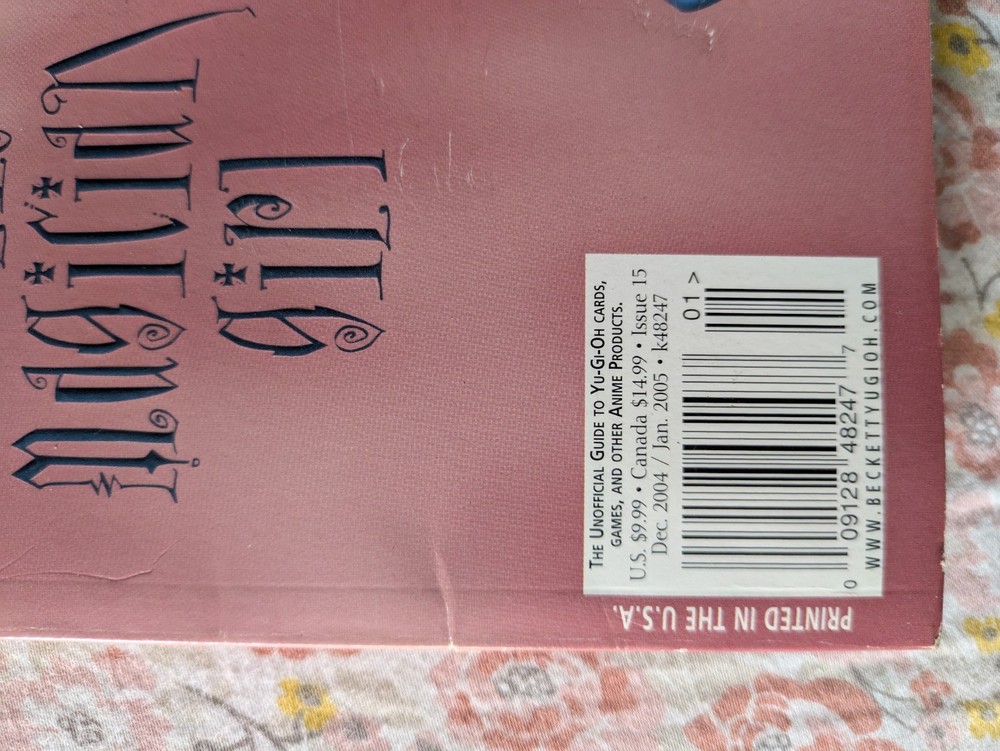 Magician
girl
THE UNOFFICIAL GUIDE TO YU-GI-OH CARDS,
GAMES, AND OTHER ANIME PRODUCTS.
U.S. $9.99 • Canada $14.99 • Issue 15
Dec. 2004 / Jan. 2005 • k48247
01 >
0 09128 48247 7
WWW.BECKETTYUGIOH.COM
PRINTED IN THE U.S.A.